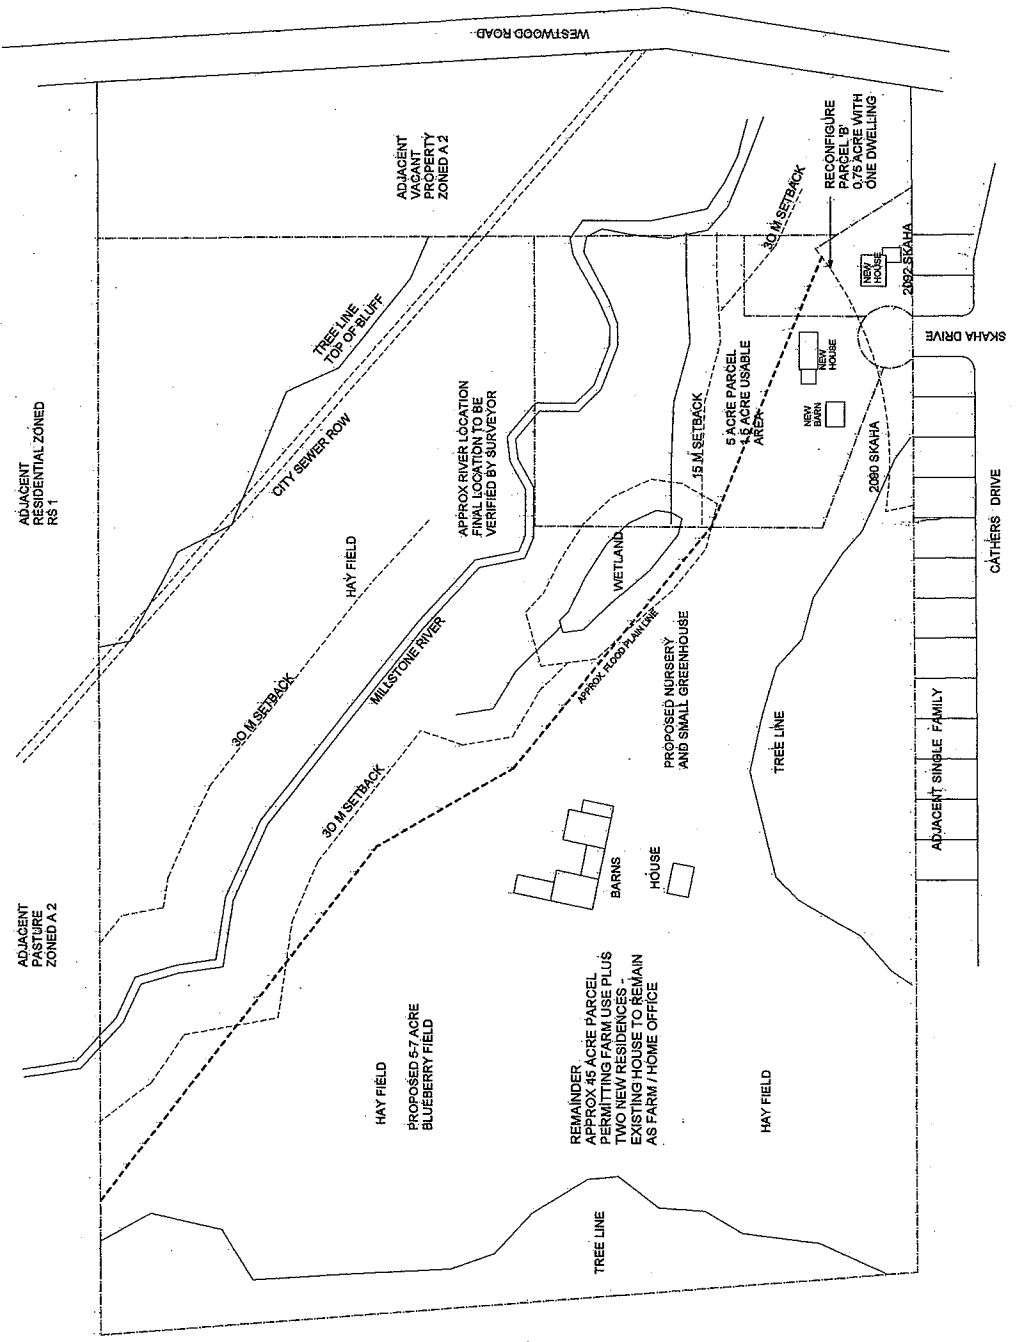 WESTWOOD ROAD
ADJACENT
VACANT
PROPERTY
ZONED A 2
RECONFIGURE
PARCEL 'B'
0.75 ACRE WITH
ONE DWELLING
30 M SETBACK
NEW
HOUSE
2092 SKAHA
SKAHA DRIVE
TREE LINE
TOP OF BLUFF
ADJACENT
RESIDENTIAL ZONED
RS 1
CITY SEWER ROW
APPROX RIVER LOCATION
FINAL LOCATION TO BE
VERIFIED BY SURVEYOR
15 M SETBACK
5 ACRE PARCEL
1.5 ACRE USABLE
AREA
NEW
HOUSE
NEW
BARN
2090 SKAHA
CATHERS DRIVE
HAY FIELD
WETLAND
MILLSTONE RIVER
30 M SETBACK
APPROX. FLOOD PLAIN LINE
PROPOSED NURSERY
AND SMALL GREENHOUSE
TREE LINE
ADJACENT SINGLE FAMILY
30 M SETBACK
BARNS
HOUSE
ADJACENT
PASTURE
ZONED A 2
HAY FIELD
PROPOSED 5-7 ACRE
BLUEBERRY FIELD
REMAINDER
APPROX 45 ACRE PARCEL
PERMITTING FARM USE PLUS
TWO NEW RESIDENCES -
EXISTING HOUSE TO REMAIN
AS FARM / HOME OFFICE
HAY FIELD
TREE LINE